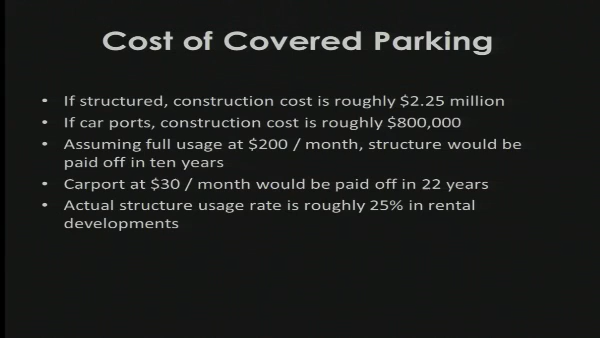 Cost of Covered Parking
• If structured, construction cost is roughly $2.25 million
• If car ports, construction cost is roughly $800,000
• Assuming full usage at $200 / month, structure would be
paid off in ten years
• Carport at $30 / month would be paid off in 22 years
• Actual structure usage rate is roughly 25% in rental
developments